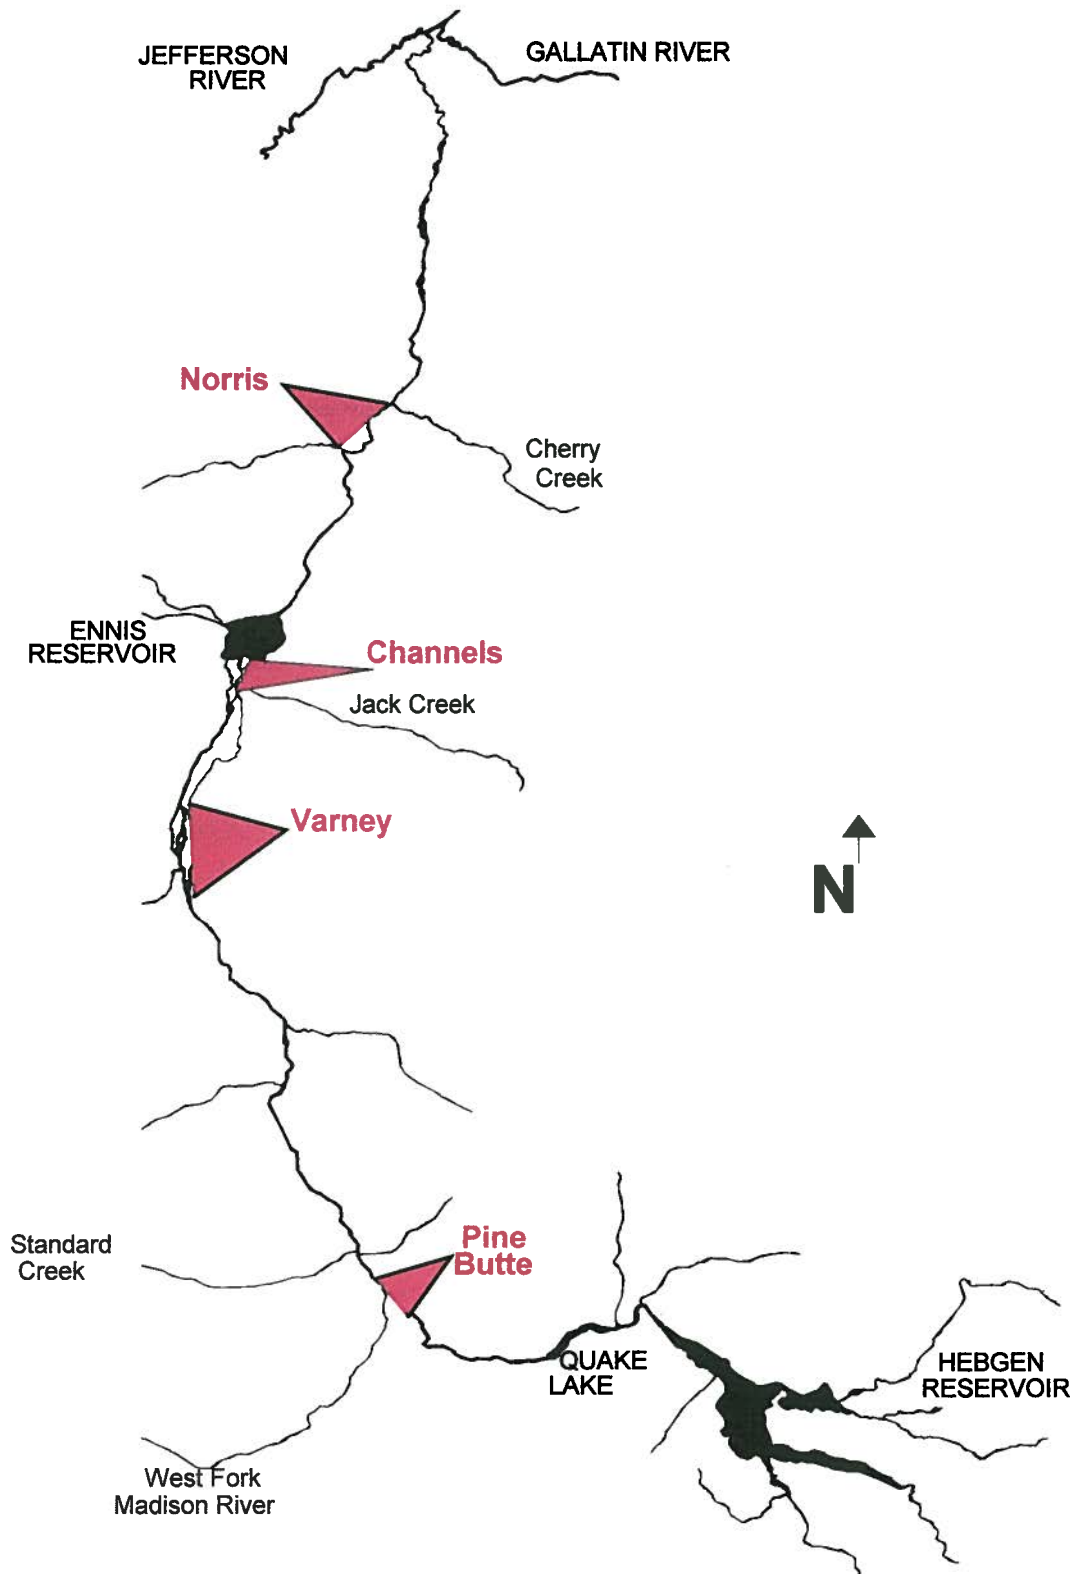 JEFFERSON
RIVER
GALLATIN RIVER
Norris
Cherry
Creek
ENNIS
RESERVOIR
Channels
Jack Creek
Varney
N
Standard
Creek
Pine
Butte
QUAKE
LAKE
HEBGEN
RESERVOIR
West Fork
Madison River